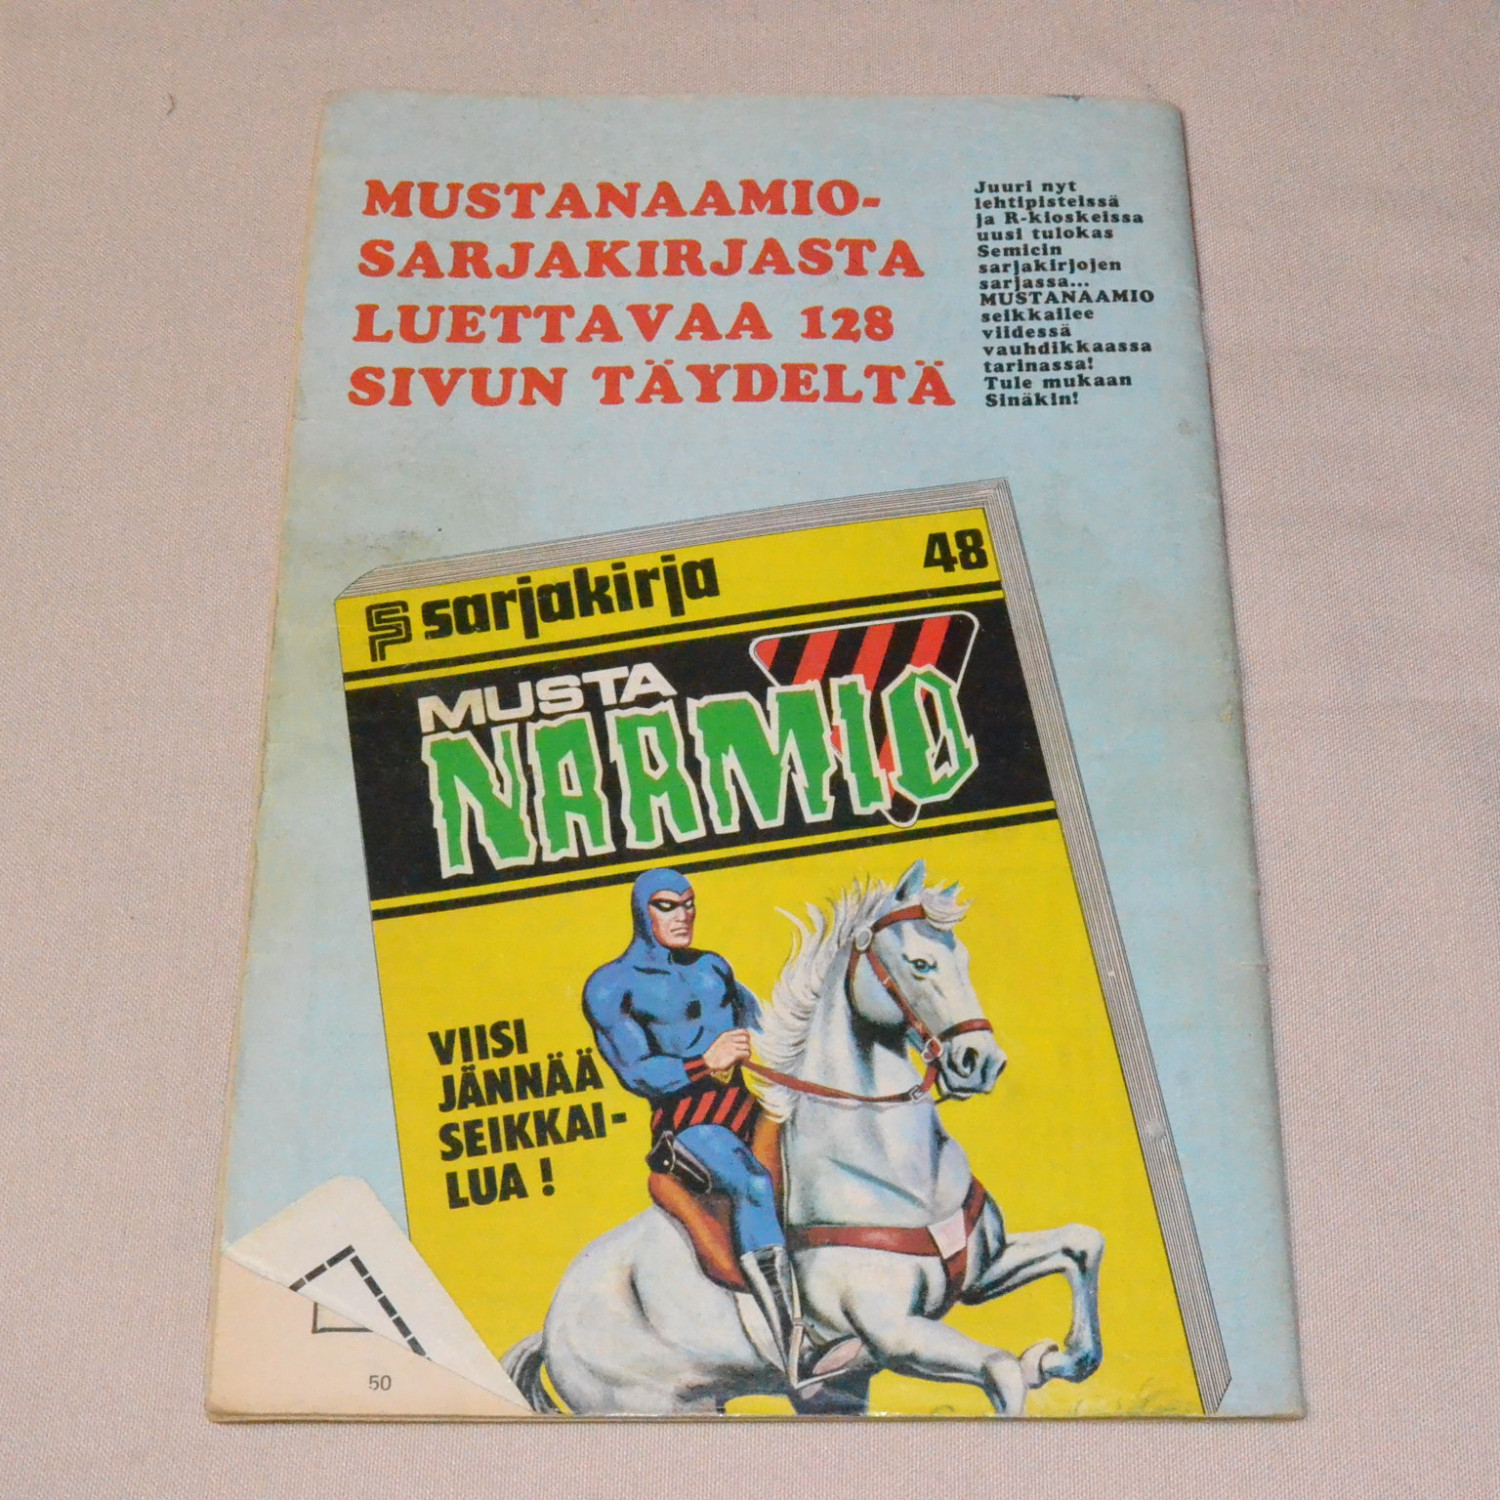 MUSTANAAMIO-
SARJAKIRJASTA
LUETTAVAA 128
SIVUN TÄYDELTÄ
Juuri nyt
lehtipisteissä
ja R-kioskeissa
uusi tulokas
Semicin
sarjakirjojen
sarjassa...
MUSTANAAMIO
seikkailee
viidessä
vauhdikkaassa
tarinassa!
Tule mukaan
Sinäkin!
sarjakirja
48
MUSTA
NAAMIO
VIISI
JÄNNÄÄ
SEIKKAI-
LUA!
50